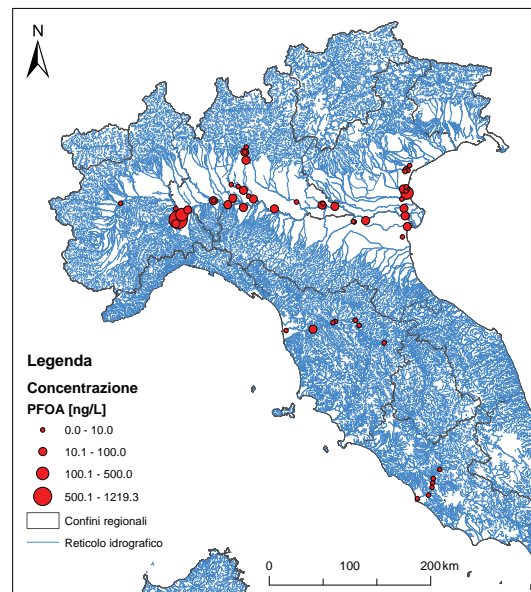 N
Legenda
Concentrazione
PFOA [ng/L]
0.0 - 10.0
10.1 - 100.0
100.1 - 500.0
500.1 - 1219.3
Confini regionali
Reticolo idrografico
0 100 200 km